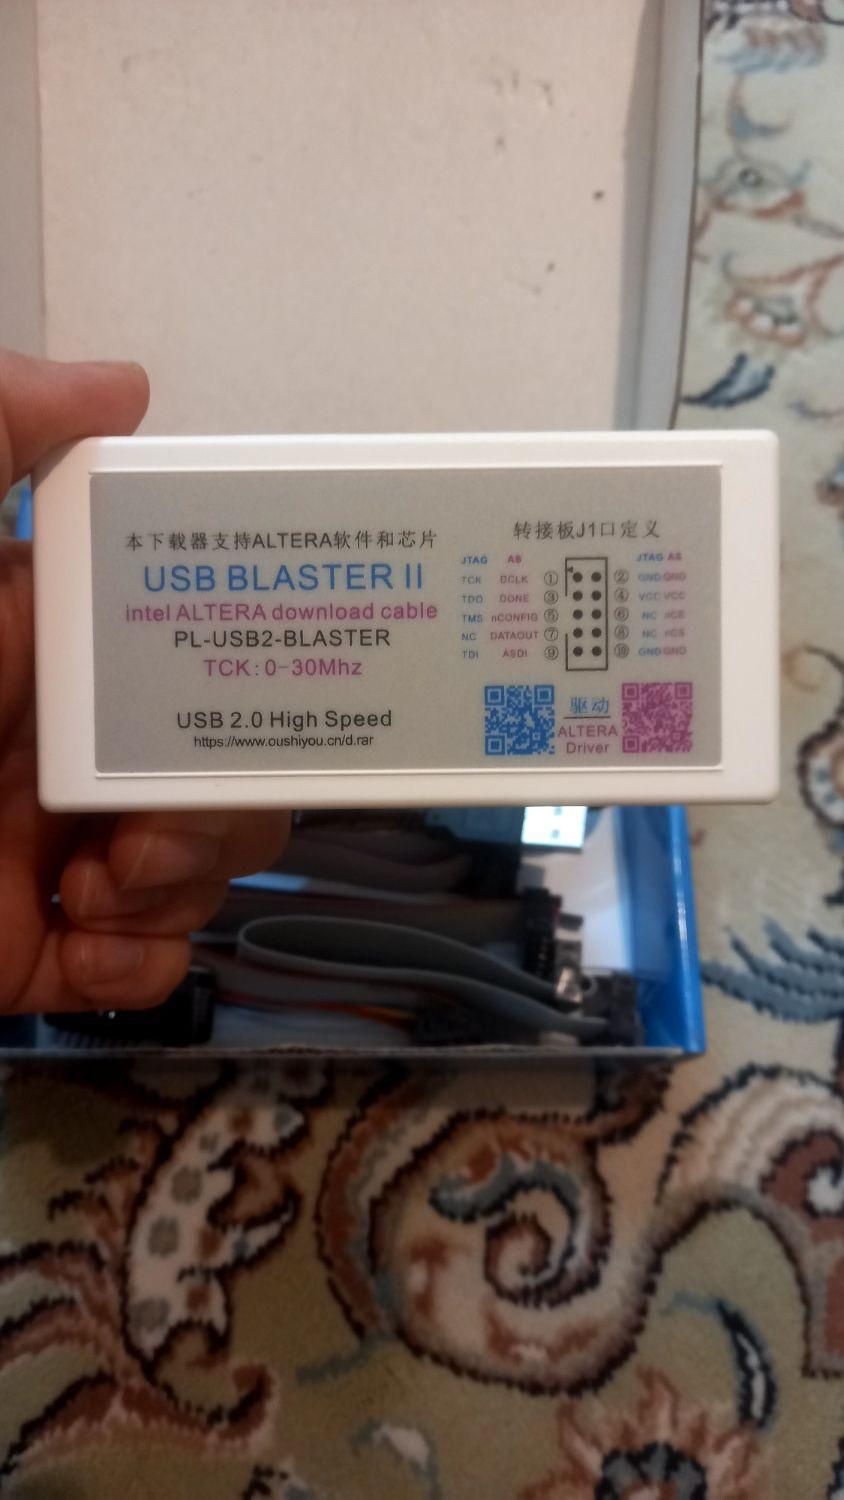 本下载器支持ALTERA软件和芯片
USB BLASTER II
intel ALTERA download cable
PL-USB2-BLASTER
TCK: 0-30Mhz
USB 2.0 High Speed
https://www.oushiyou.cn/d.rar
转接板J1口定义
JTAG AS JTAG AS
TCK DCLK ① ② GND GND
TDO DONE ③ ④ VCC VCC
TMS nCONFIG ⑤ ⑥ NC nCE
NC DATAOUT ⑦ ⑧ NC nCS
TDI ASDI ⑨ ⑩ GND GND
驱动
ALTERA
Driver